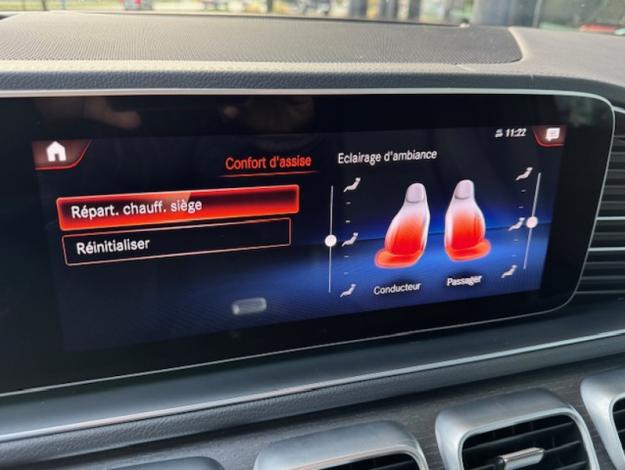 11:22
Confort d'assise
Eclairage d'ambiance
Répart. chauff. siège
Réinitialiser
Conducteur
Passager